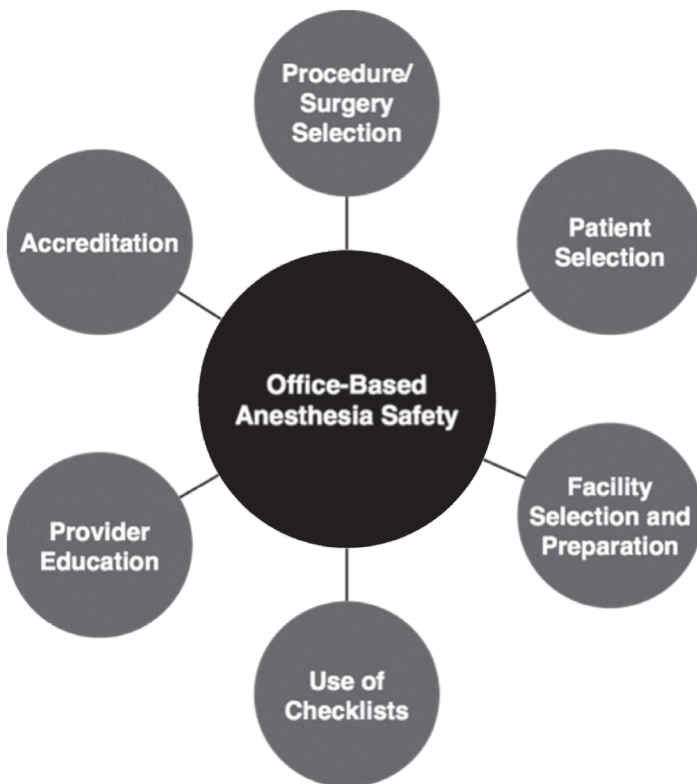 Procedure/
Surgery
Selection
Accreditation
Patient
Selection
Office-Based
Anesthesia Safety
Provider
Education
Facility
Selection and
Preparation
Use of
Checklists